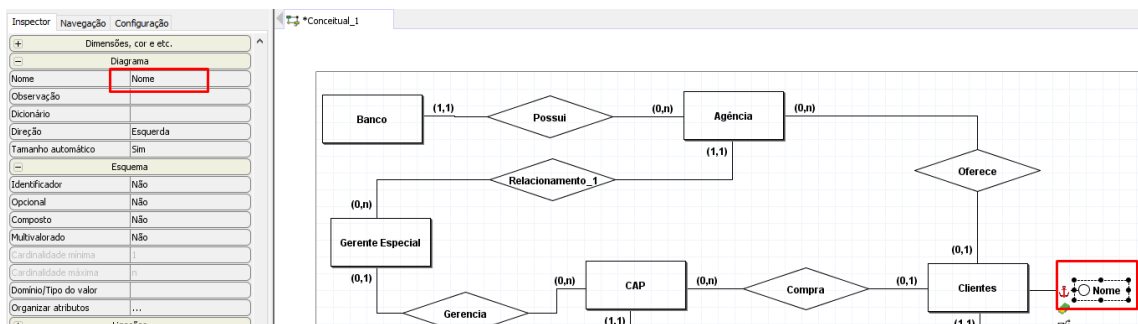 Inspector Navegação Configuração
*Conceitual_1
Dimensões, cor e etc.
Diagrama
Nome Nome
Observação
Dicionário
Direção Esquerda
Tamanho automático Sim
Esquema
Identificador Não
Opcional Não
Composto Não
Multivalorado Não
Cardinalidade mínima 1
Cardinalidade máxima n
Domínio/Tipo do valor
Organizar atributos ...
Banco (1,1) Possui (0,n) Agência (0,n)
(1,1)
Oferece
Relacionamento_1
(0,n)
Gerente Especial
(0,1)
(0,1)
Gerencia (0,n) CAP (0,n) Compra (0,1) Clientes Nome
(1,1) (1,1)